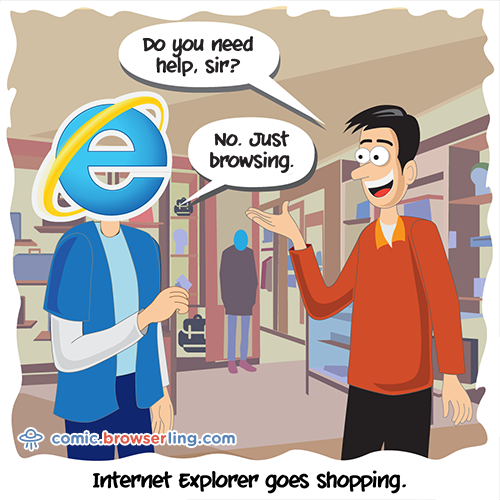 Do you need
help, sir?
No. Just
browsing.
comic.browserling.com
Internet Explorer goes shopping.